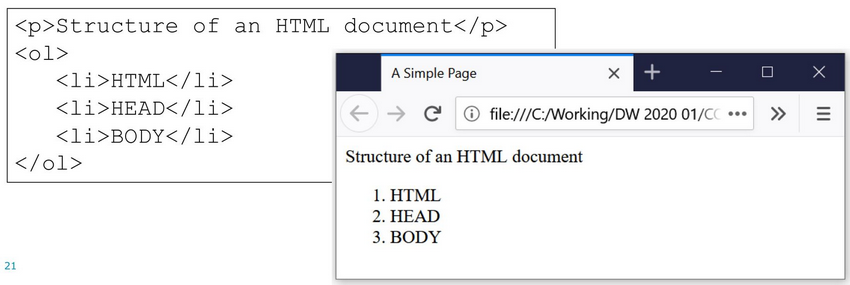 <p>Structure of an HTML document</p>
<ol>
<li>HTML</li>
<li>HEAD</li>
<li>BODY</li>
</ol>
A Simple Page
file:///C:/Working/DW 2020 01/CC
Structure of an HTML document
1. HTML
2. HEAD
3. BODY
21